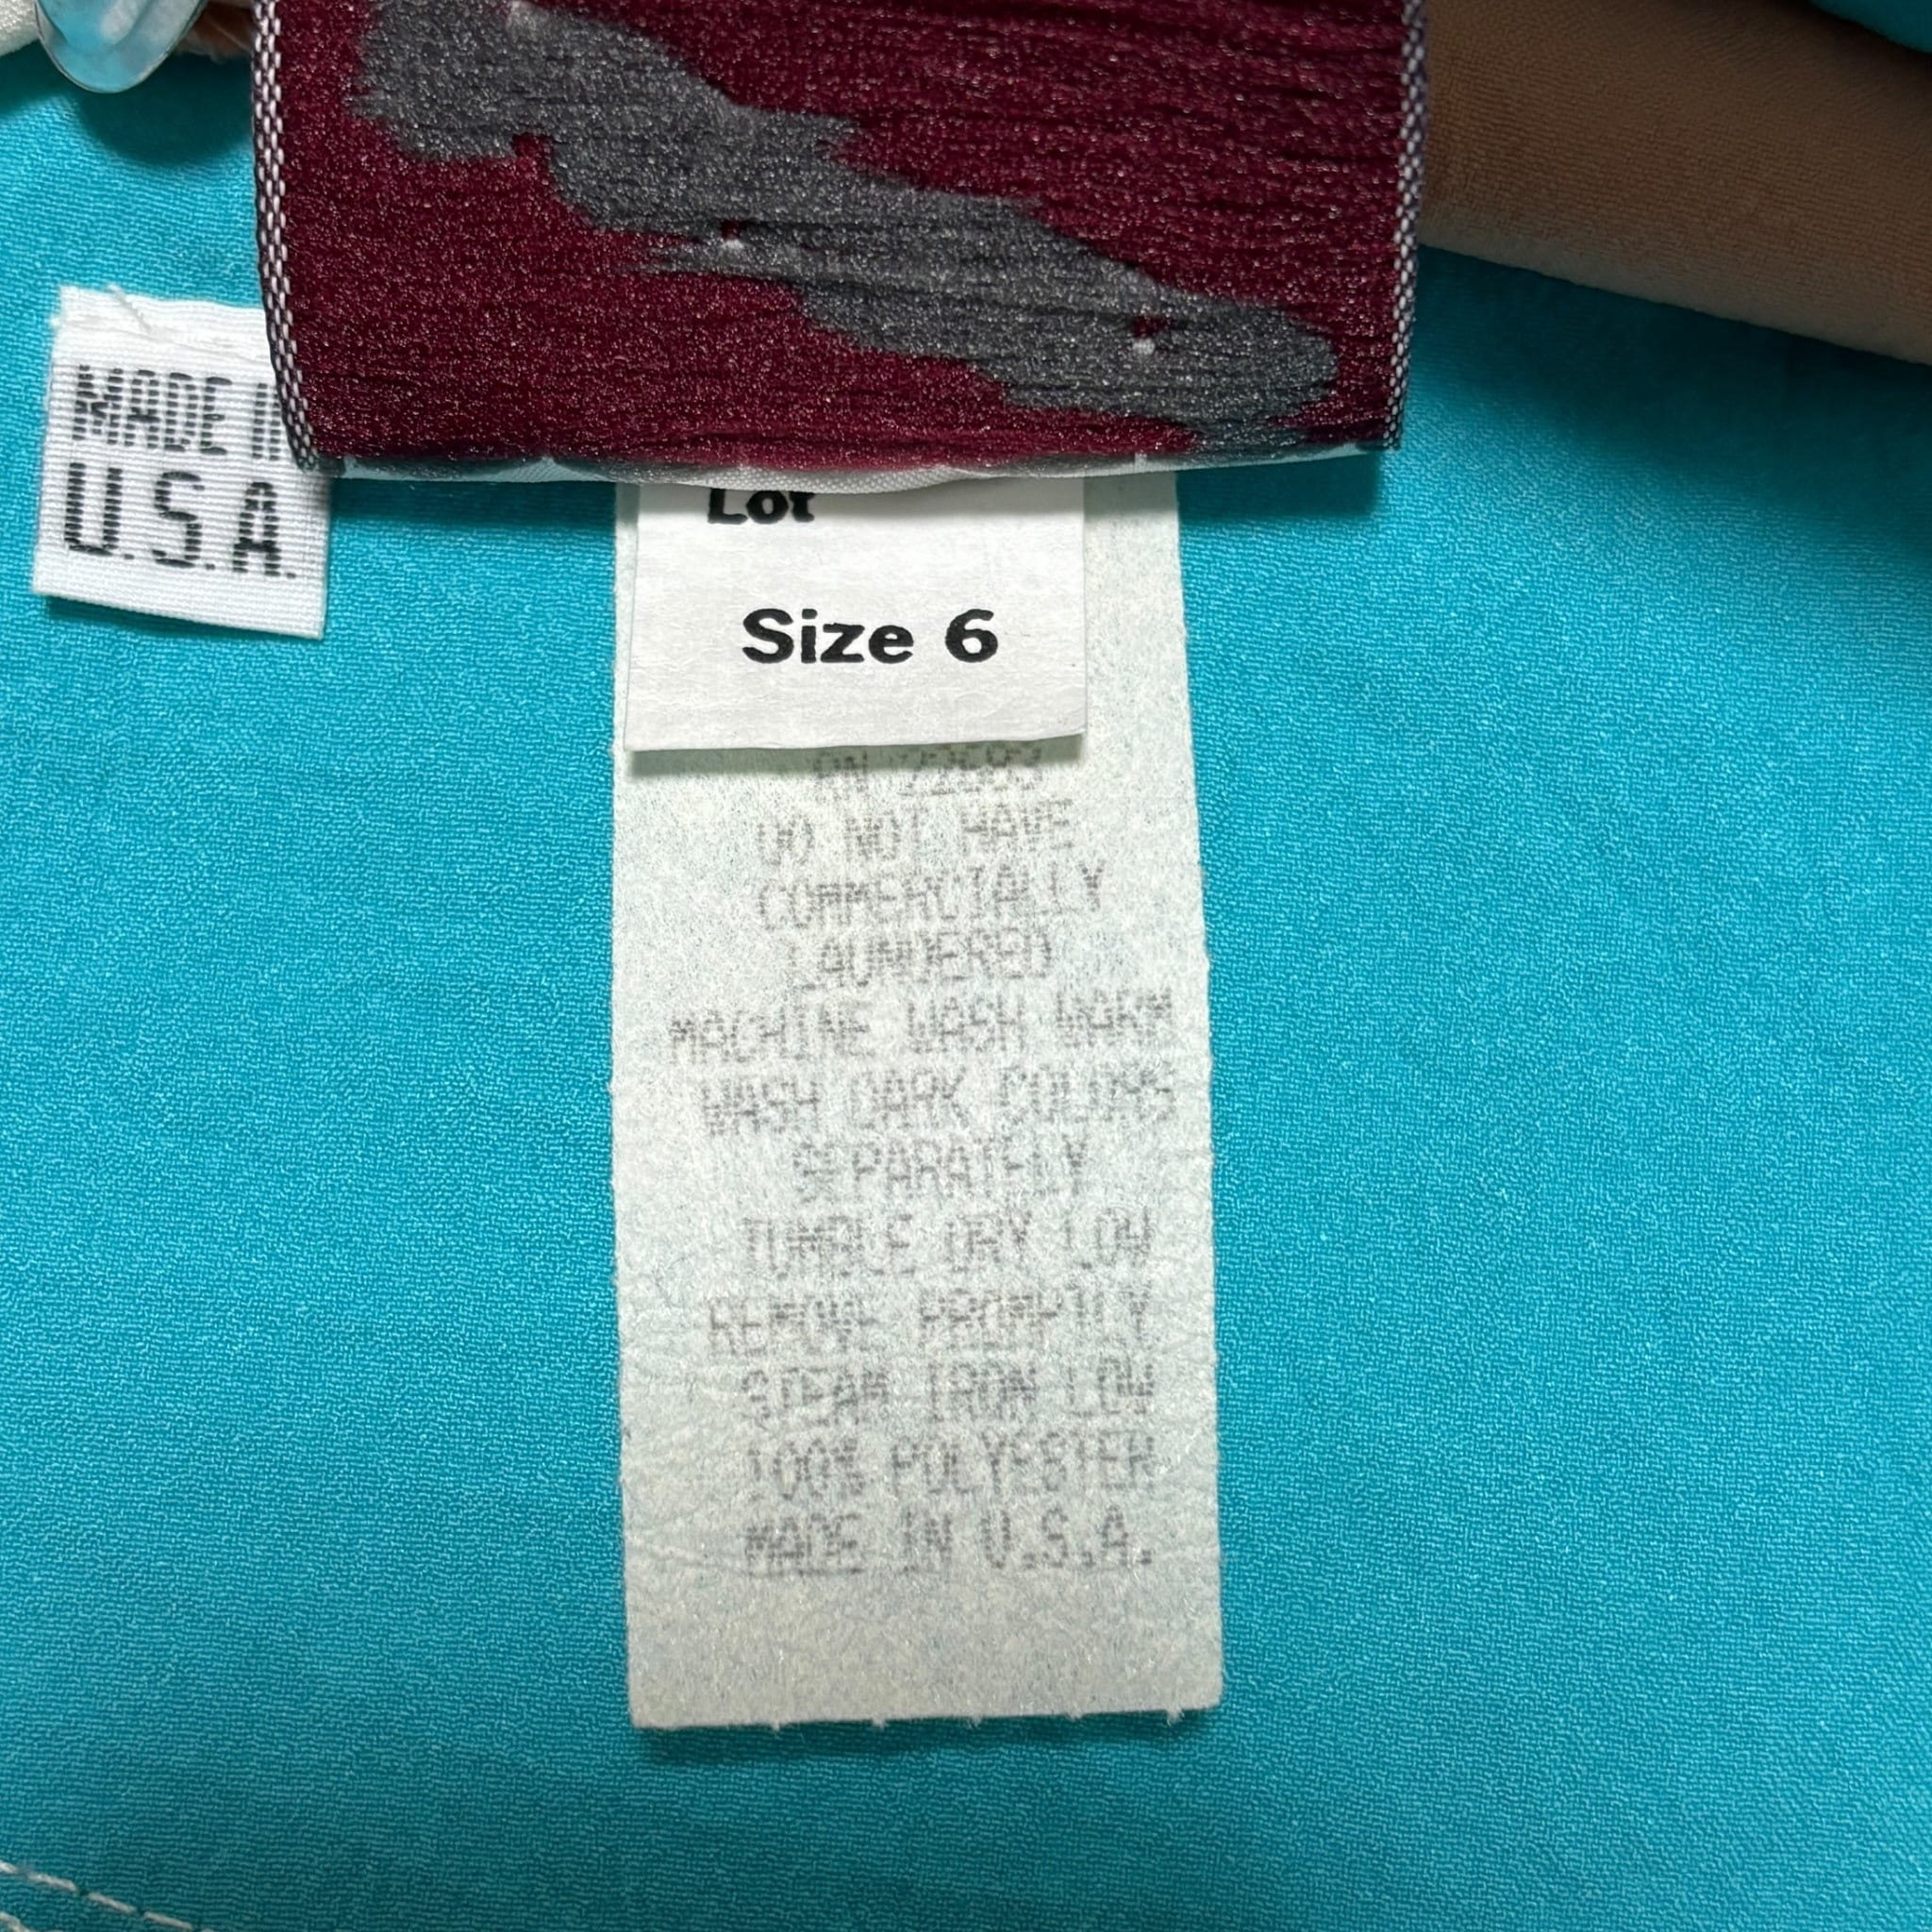 MADE IN
U.S.A.
Lot
Size 6
RN
DO NOT HAVE
COMMERCIALLY
LAUNDERED
MACHINE WASH WARM
WASH DARK COLORS
SEPARATELY
TUMBLE DRY LOW
REMOVE PROMPTLY
STEAM IRON LOW
100% POLYESTER
MADE IN U.S.A.